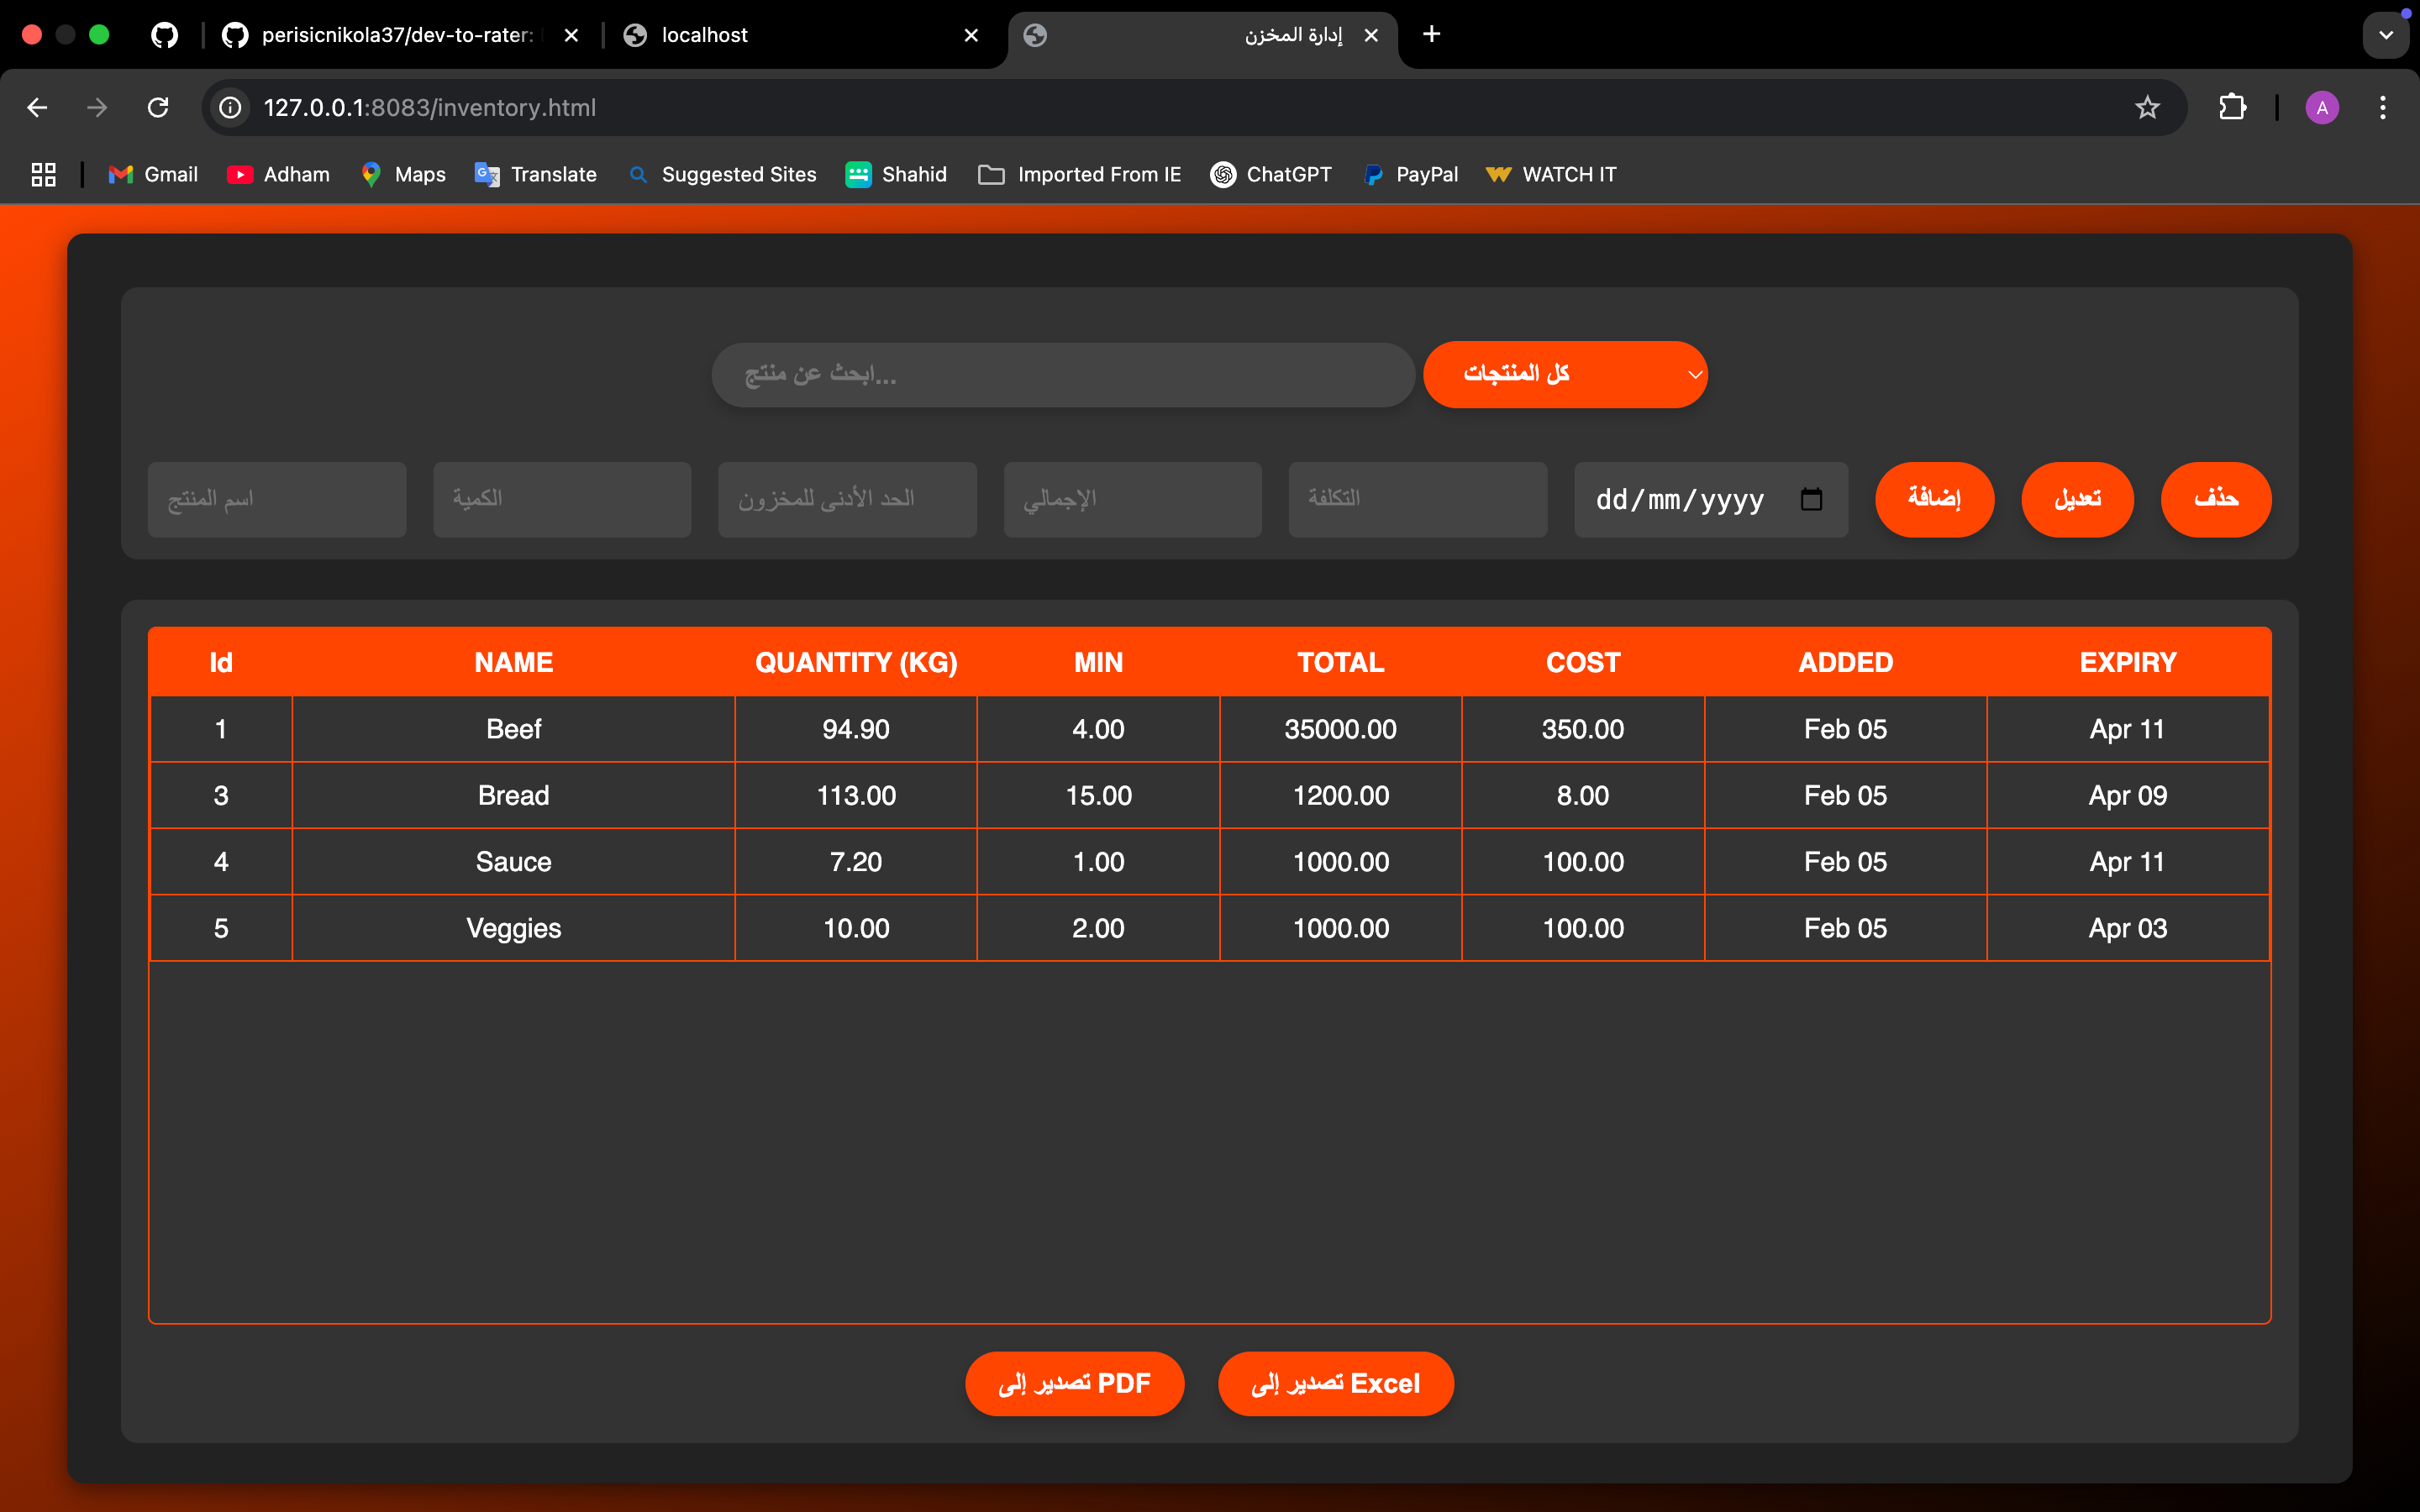 perisicnikola37/dev-to-rater:
localhost
إدارة المخزن
127.0.0.1:8083/inventory.html
A
Gmail
Adham
Maps
Translate
Suggested Sites
Shahid
Imported From IE
ChatGPT
PayPal
WATCH IT
ابحث عن منتج...
كل المنتجات
اسم المنتج
الكمية
الحد الأدنى للمخزون
الإجمالي
التكلفة
dd/mm/yyyy
إضافة
تعديل
حذف
Id NAME QUANTITY (KG) MIN TOTAL COST ADDED EXPIRY
1 Beef 94.90 4.00 35000.00 350.00 Feb 05 Apr 11
3 Bread 113.00 15.00 1200.00 8.00 Feb 05 Apr 09
4 Sauce 7.20 1.00 1000.00 100.00 Feb 05 Apr 11
5 Veggies 10.00 2.00 1000.00 100.00 Feb 05 Apr 03
تصدير إلى PDF
تصدير إلى Excel